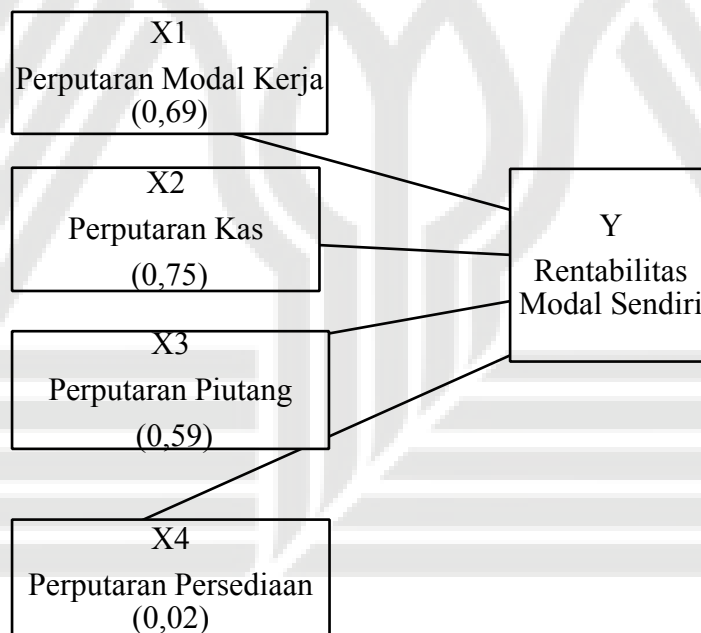 X1
Perputaran Modal Kerja
(0,69)
X2
Perputaran Kas
(0,75)
X3
Perputaran Piutang
(0,59)
X4
Perputaran Persediaan
(0,02)
Y
Rentabilitas
Modal Sendiri